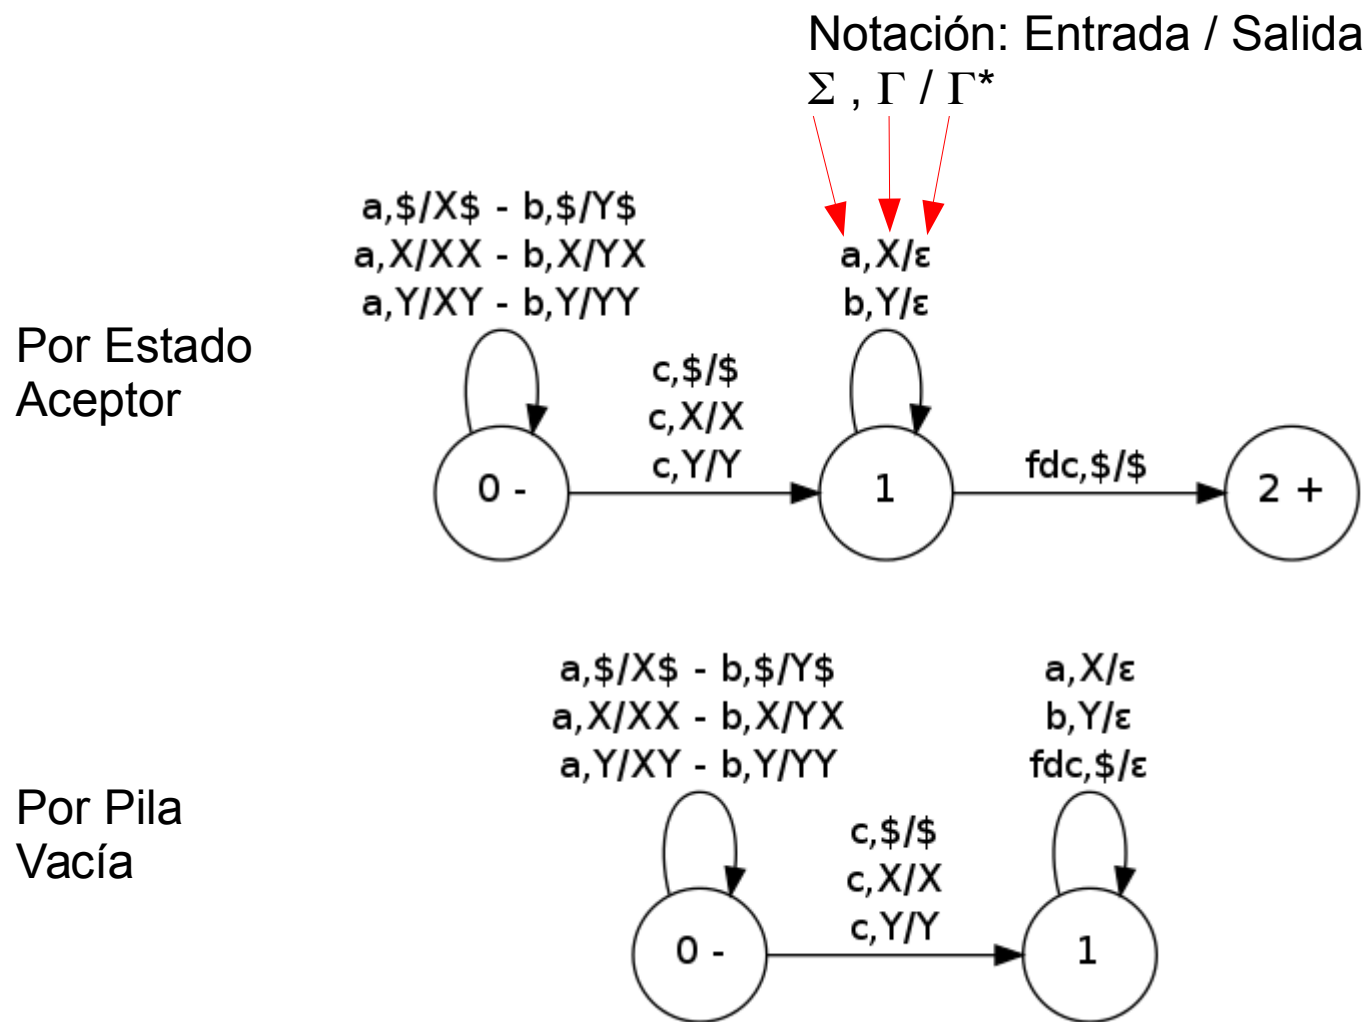 Notación: Entrada / Salida
Σ , Γ / Γ*
a,$/X$ - b,$/Y$
a,X/XX - b,X/YX
a,Y/XY - b,Y/YY
a,X/ε
b,Y/ε
Por Estado
Aceptor
c,$/$
c,X/X
c,Y/Y
fdc,$/$
0 -
1
2 +
a,$/X$ - b,$/Y$
a,X/XX - b,X/YX
a,Y/XY - b,Y/YY
a,X/ε
b,Y/ε
fdc,$/ε
Por Pila
Vacía
c,$/$
c,X/X
c,Y/Y
0 -
1